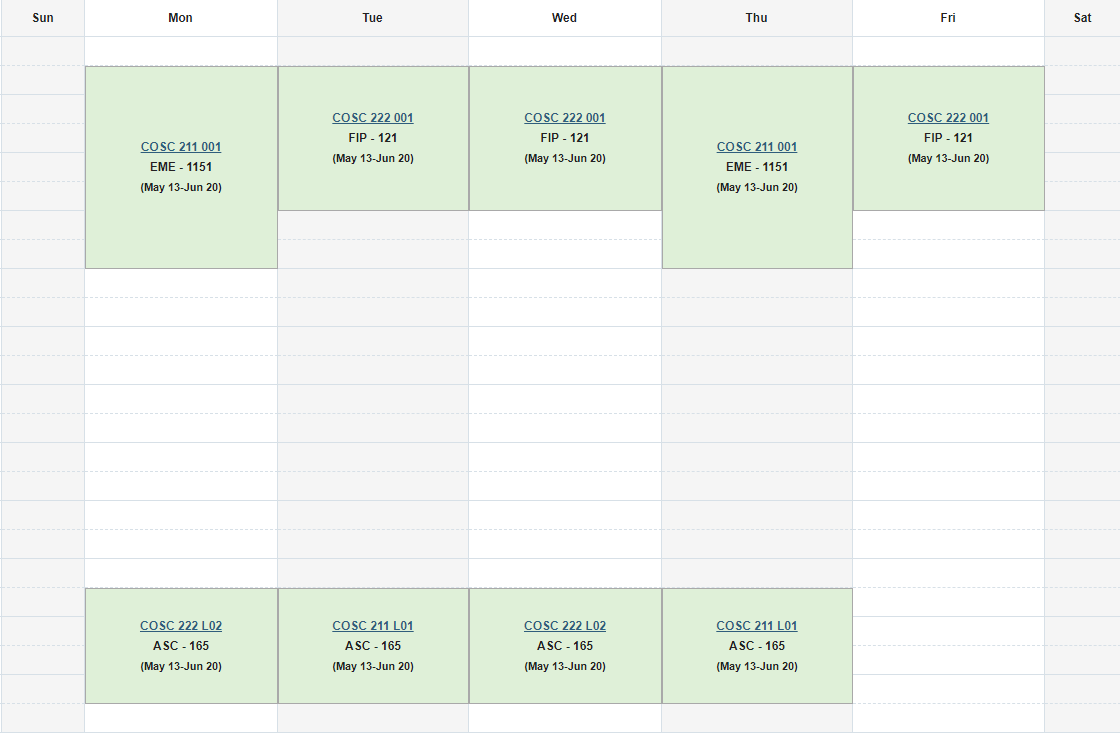 Sun Mon Tue Wed Thu Fri Sat
COSC 222 001 COSC 222 001 COSC 222 001
FIP - 121 FIP - 121 FIP - 121
(May 13-Jun 20) (May 13-Jun 20) (May 13-Jun 20)
COSC 211 001 COSC 211 001
EME - 1151 EME - 1151
(May 13-Jun 20) (May 13-Jun 20)
COSC 222 L02 COSC 211 L01 COSC 222 L02 COSC 211 L01
ASC - 165 ASC - 165 ASC - 165 ASC - 165
(May 13-Jun 20) (May 13-Jun 20) (May 13-Jun 20) (May 13-Jun 20)